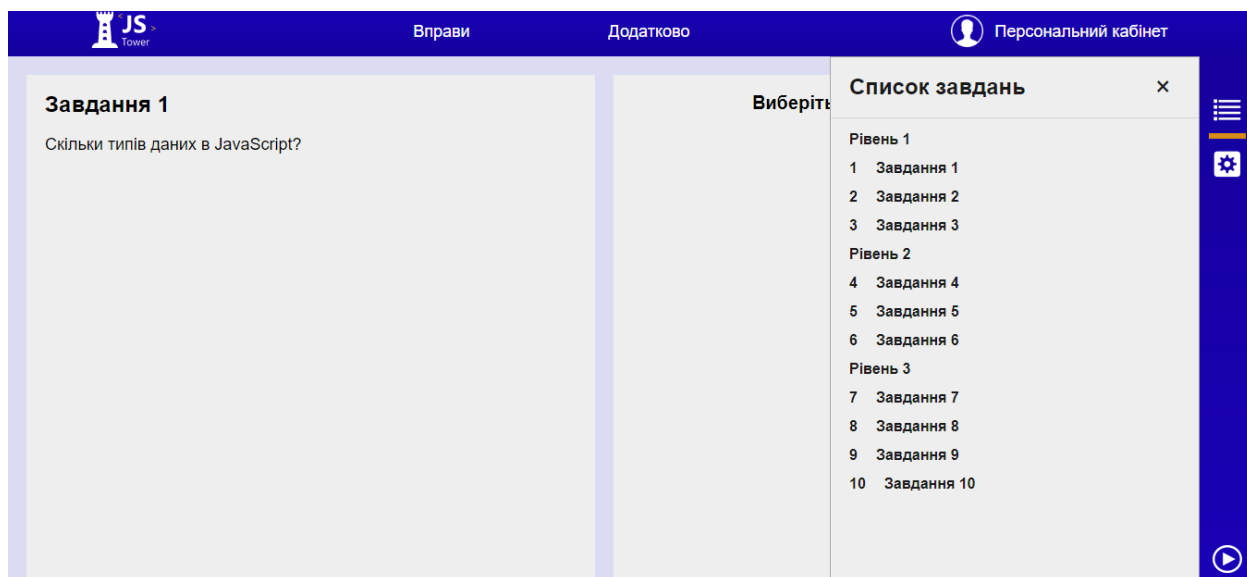 < JS >
Tower
Вправи
Додатково
Персональний кабінет
Завдання 1
Скільки типів даних в JavaScript?
Виберіть
Список завдань
×
Рівень 1
1 Завдання 1
2 Завдання 2
3 Завдання 3
Рівень 2
4 Завдання 4
5 Завдання 5
6 Завдання 6
Рівень 3
7 Завдання 7
8 Завдання 8
9 Завдання 9
10 Завдання 10